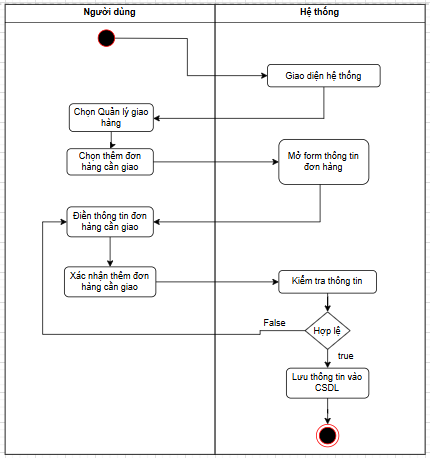 Người dùng
Hệ thống
Giao diện hệ thống
Chọn Quản lý giao
hàng
Chọn thêm đơn
hàng cần giao
Mở form thông tin
đơn hàng
Điền thông tin đơn
hàng cần giao
Xác nhận thêm đơn
hàng cần giao
Kiểm tra thông tin
False
Hợp lệ
true
Lưu thông tin vào
CSDL